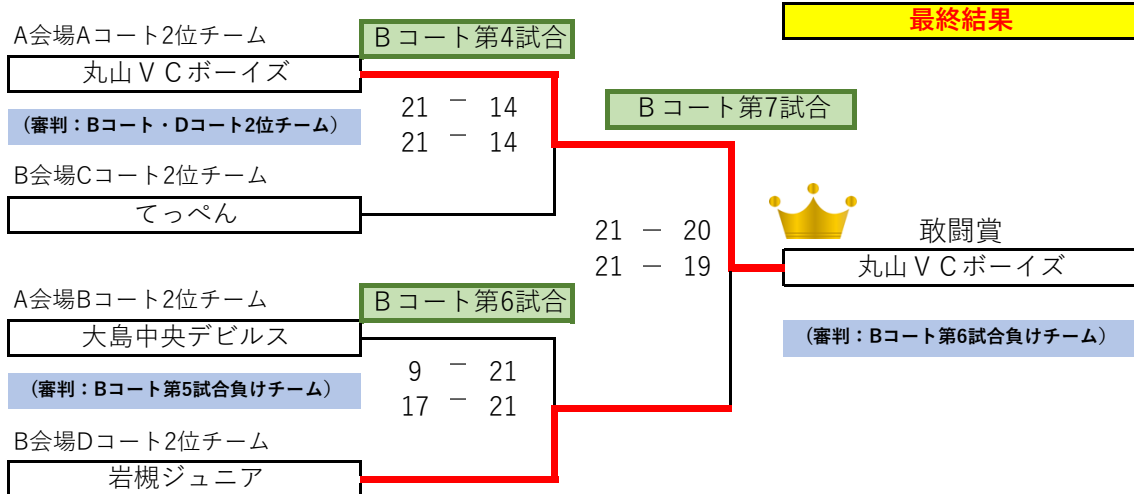 最終結果
A会場Aコート2位チーム
Bコート第4試合
丸山VCボーイズ
21 － 14
21 － 14
(審判：Bコート・Dコート2位チーム)
Bコート第7試合
B会場Cコート2位チーム
てっぺん
21 － 20
21 － 19
敢闘賞
丸山VCボーイズ
A会場Bコート2位チーム
Bコート第6試合
大島中央デビルス
(審判：Bコート第6試合負けチーム)
9 － 21
17 － 21
(審判：Bコート第5試合負けチーム)
B会場Dコート2位チーム
岩槻ジュニア